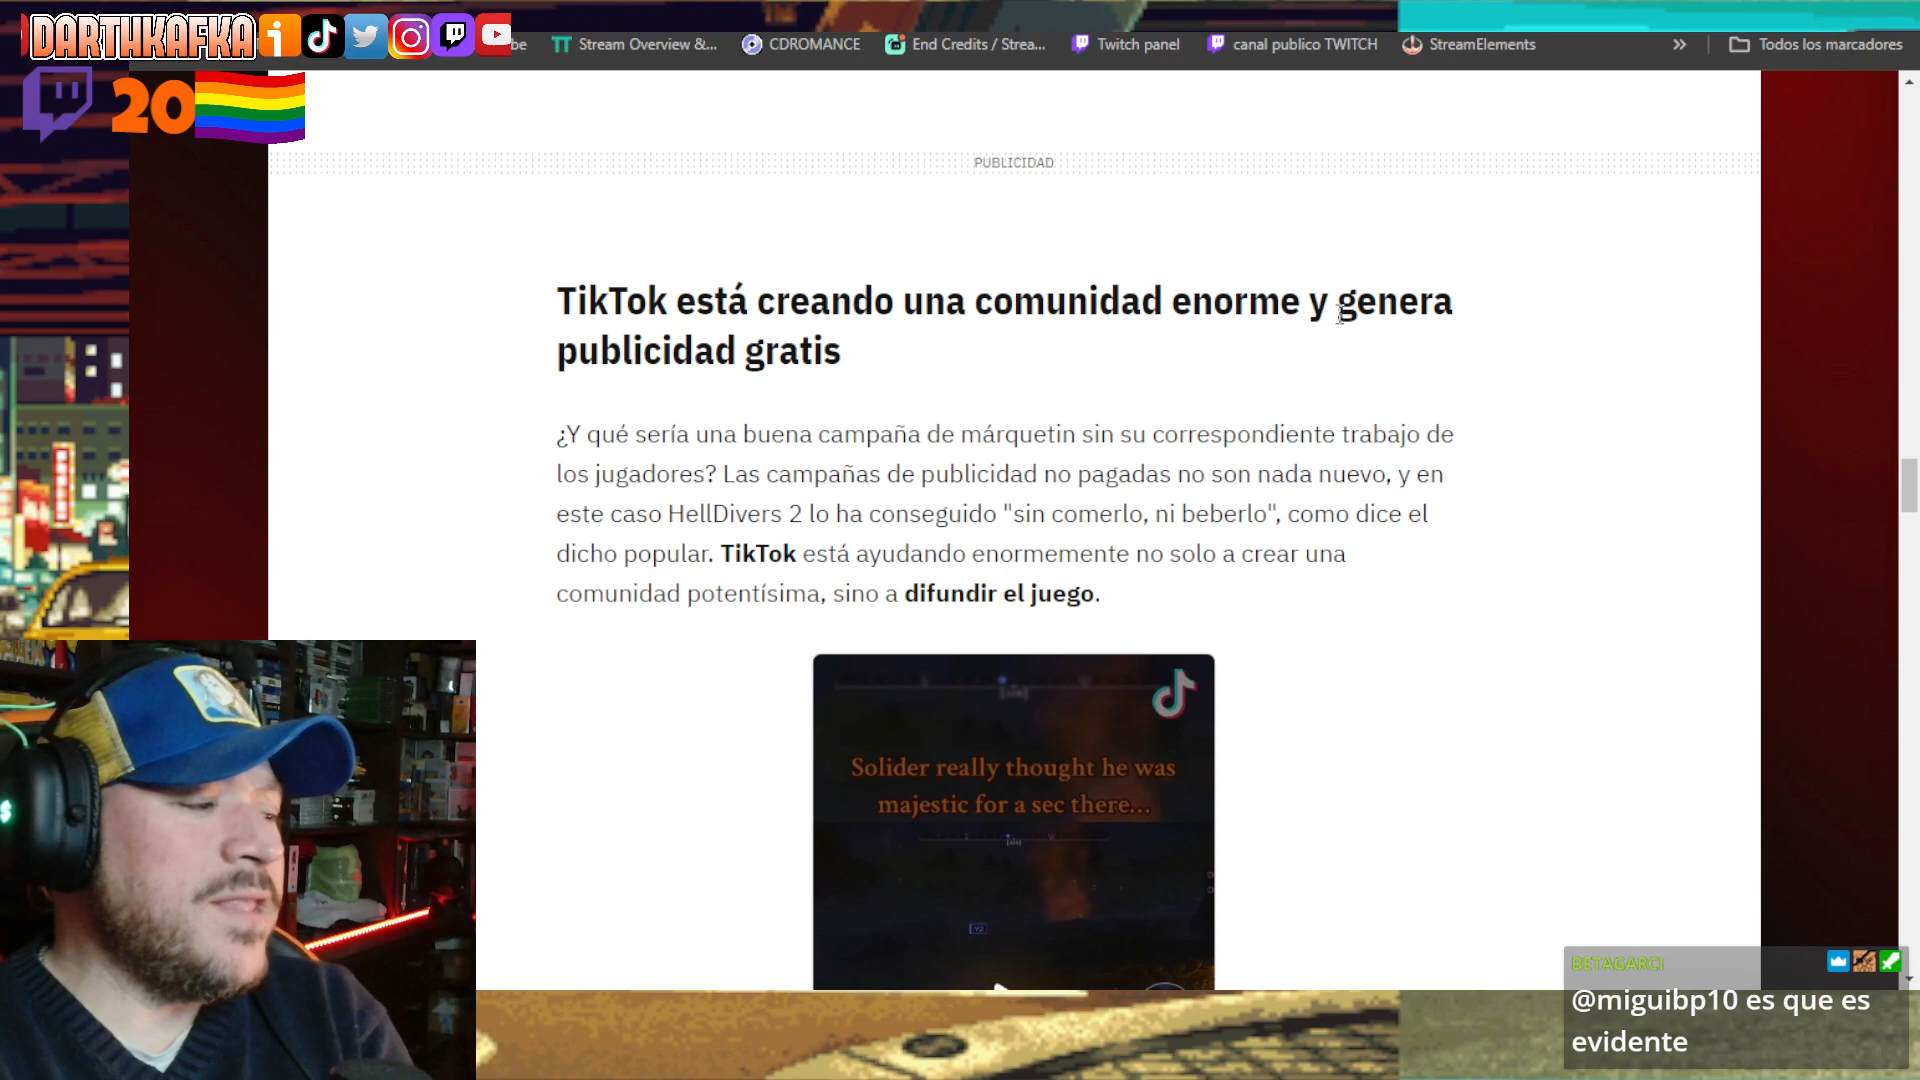 DARTHKAFKA
be
Stream Overview &...
CDROMANCE
End Credits / Strea...
Twitch panel
canal publico TWITCH
StreamElements
»
Todos los marcadores
20
PUBLICIDAD
TikTok está creando una comunidad enorme y genera
publicidad gratis
¿Y qué sería una buena campaña de márquetin sin su correspondiente trabajo de
los jugadores? Las campañas de publicidad no pagadas no son nada nuevo, y en
este caso HellDivers 2 lo ha conseguido "sin comerlo, ni beberlo", como dice el
dicho popular. TikTok está ayudando enormemente no solo a crear una
comunidad potentísima, sino a difundir el juego.
Solider really thought he was
majestic for a sec there...
BETAGARCI
@miguibp10 es que es
evidente